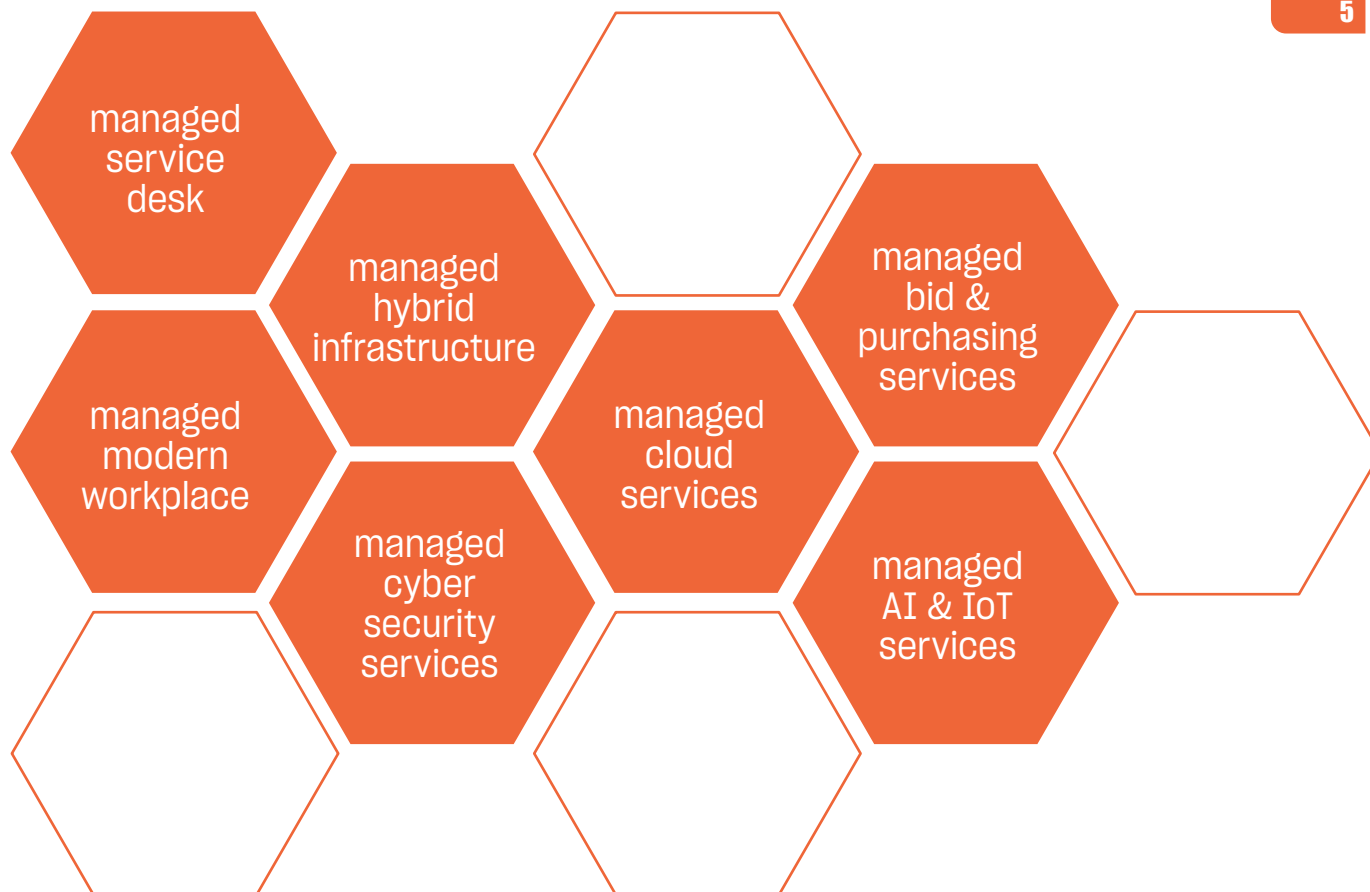 5
managed
service
desk
managed
hybrid
infrastructure
managed
bid &
purchasing
services
managed
modern
workplace
managed
cloud
services
managed
cyber
security
services
managed
AI & IoT
services